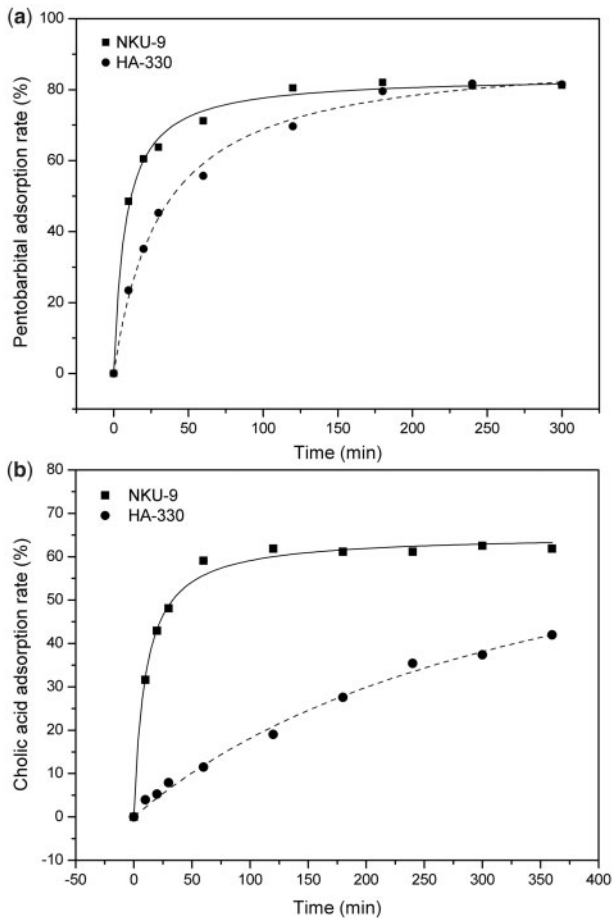 (a)
100
80
60
40
20
0
NKU-9
HA-330
Pentobarbital adsorption rate (%)
0 50 100 150 200 250 300
Time (min)
(b)
80
70
60
50
40
30
20
10
0
-10
NKU-9
HA-330
Cholic acid adsorption rate (%)
-50 0 50 100 150 200 250 300 350 400
Time (min)